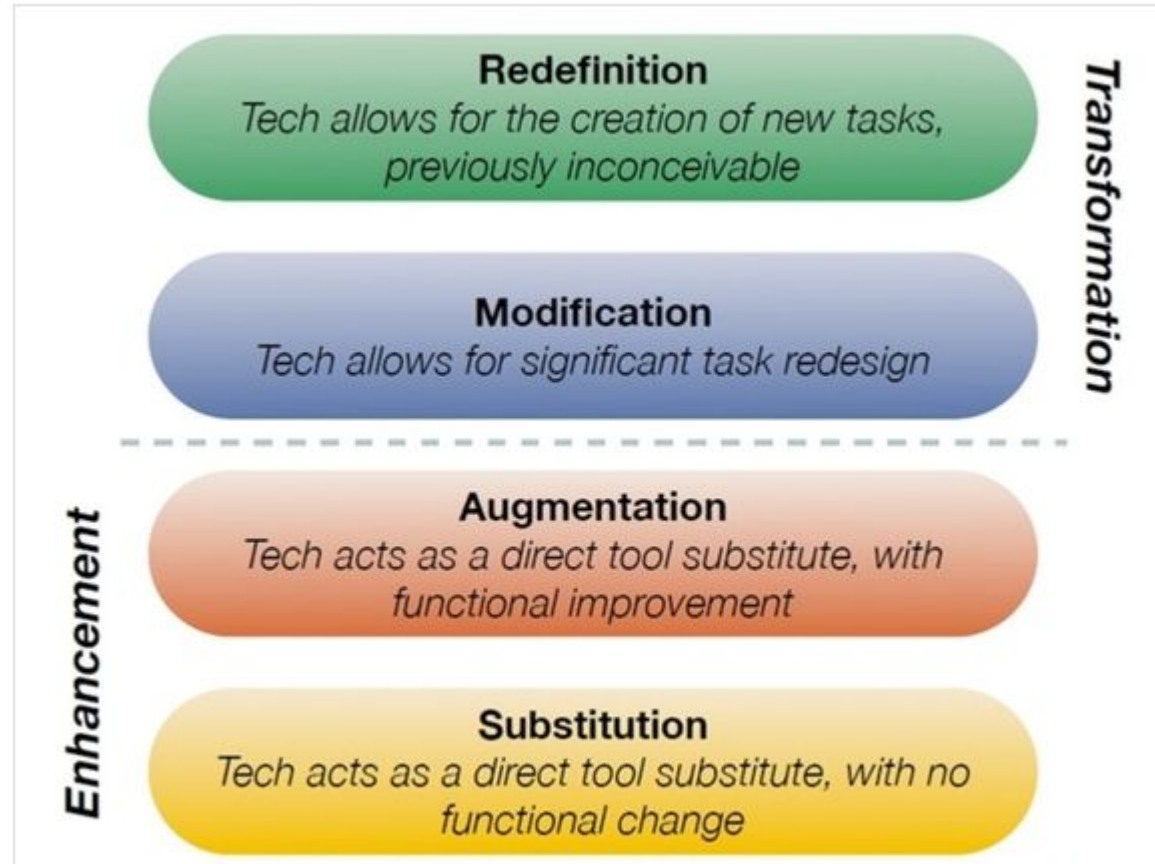 Redefinition
Tech allows for the creation of new tasks,
previously inconceivable
Transformation
Modification
Tech allows for significant task redesign
Augmentation
Tech acts as a direct tool substitute, with
functional improvement
Enhancement
Substitution
Tech acts as a direct tool substitute, with no
functional change